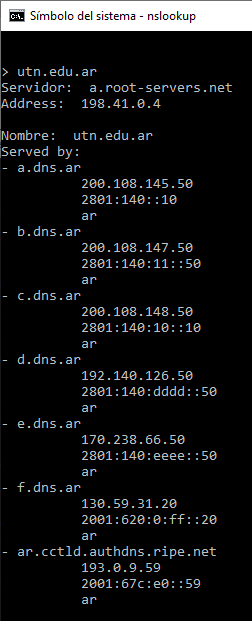 Símbolo del sistema - nslookup
> utn.edu.ar
Servidor:  a.root-servers.net
Address:  198.41.0.4
Nombre:  utn.edu.ar
Served by:
- a.dns.ar
200.108.145.50
2801:140::10
ar
- b.dns.ar
200.108.147.50
2801:140:11::50
ar
- c.dns.ar
200.108.148.50
2801:140:10::10
ar
- d.dns.ar
192.140.126.50
2801:140:dddd::50
ar
- e.dns.ar
170.238.66.50
2801:140:eeee::50
ar
- f.dns.ar
130.59.31.20
2001:620:0:ff::20
ar
- ar.cctld.authdns.ripe.net
193.0.9.59
2001:67c:e0::59
ar